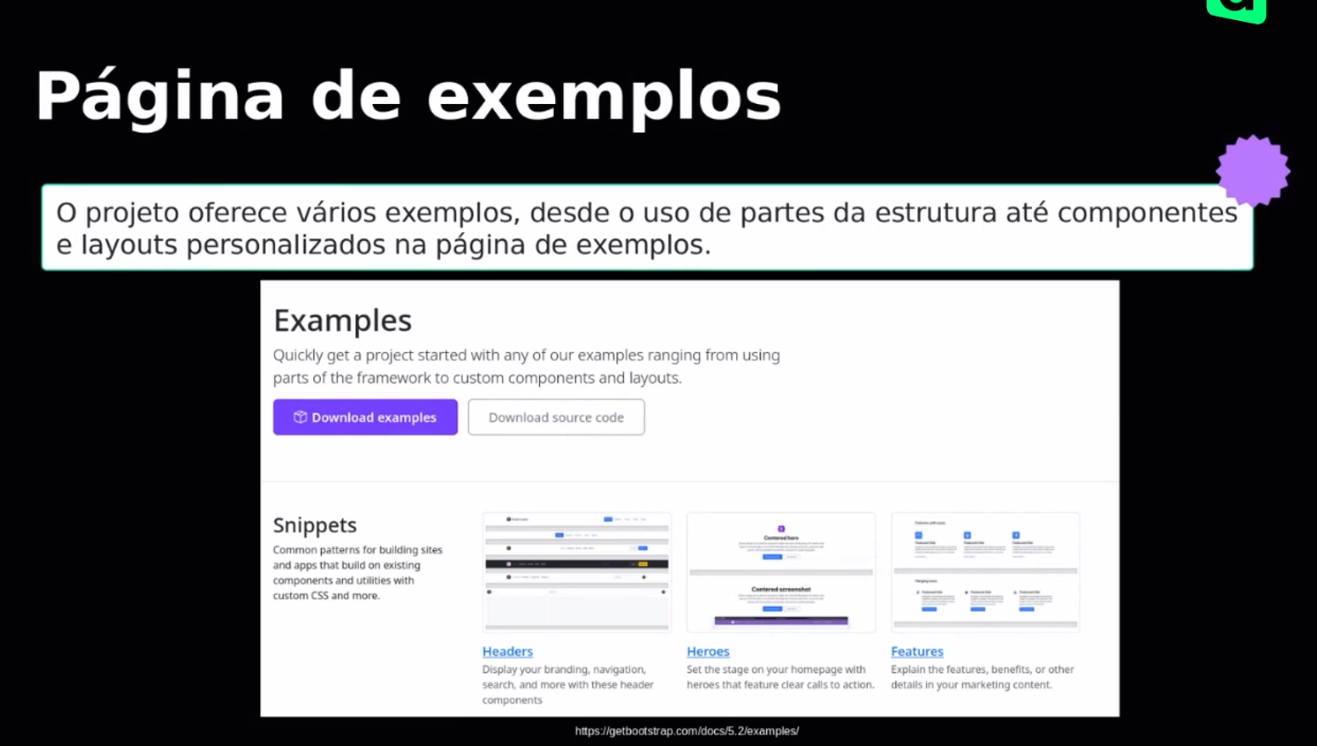 Página de exemplos
O projeto oferece vários exemplos, desde o uso de partes da estrutura até componentes
e layouts personalizados na página de exemplos.
Examples
Quickly get a project started with any of our examples ranging from using
parts of the framework to custom components and layouts.
Download examples
Download source code
Snippets
Common patterns for building sites
and apps that build on existing
components and utilities with
custom CSS and more.
Centered hero
Centered screenshot
Headers
Display your branding, navigation,
search, and more with these header
components
Heroes
Set the stage on your homepage with
heroes that feature clear calls to action.
Features
Explain the features, benefits, or other
details in your marketing content.
https://getbootstrap.com/docs/5.2/examples/